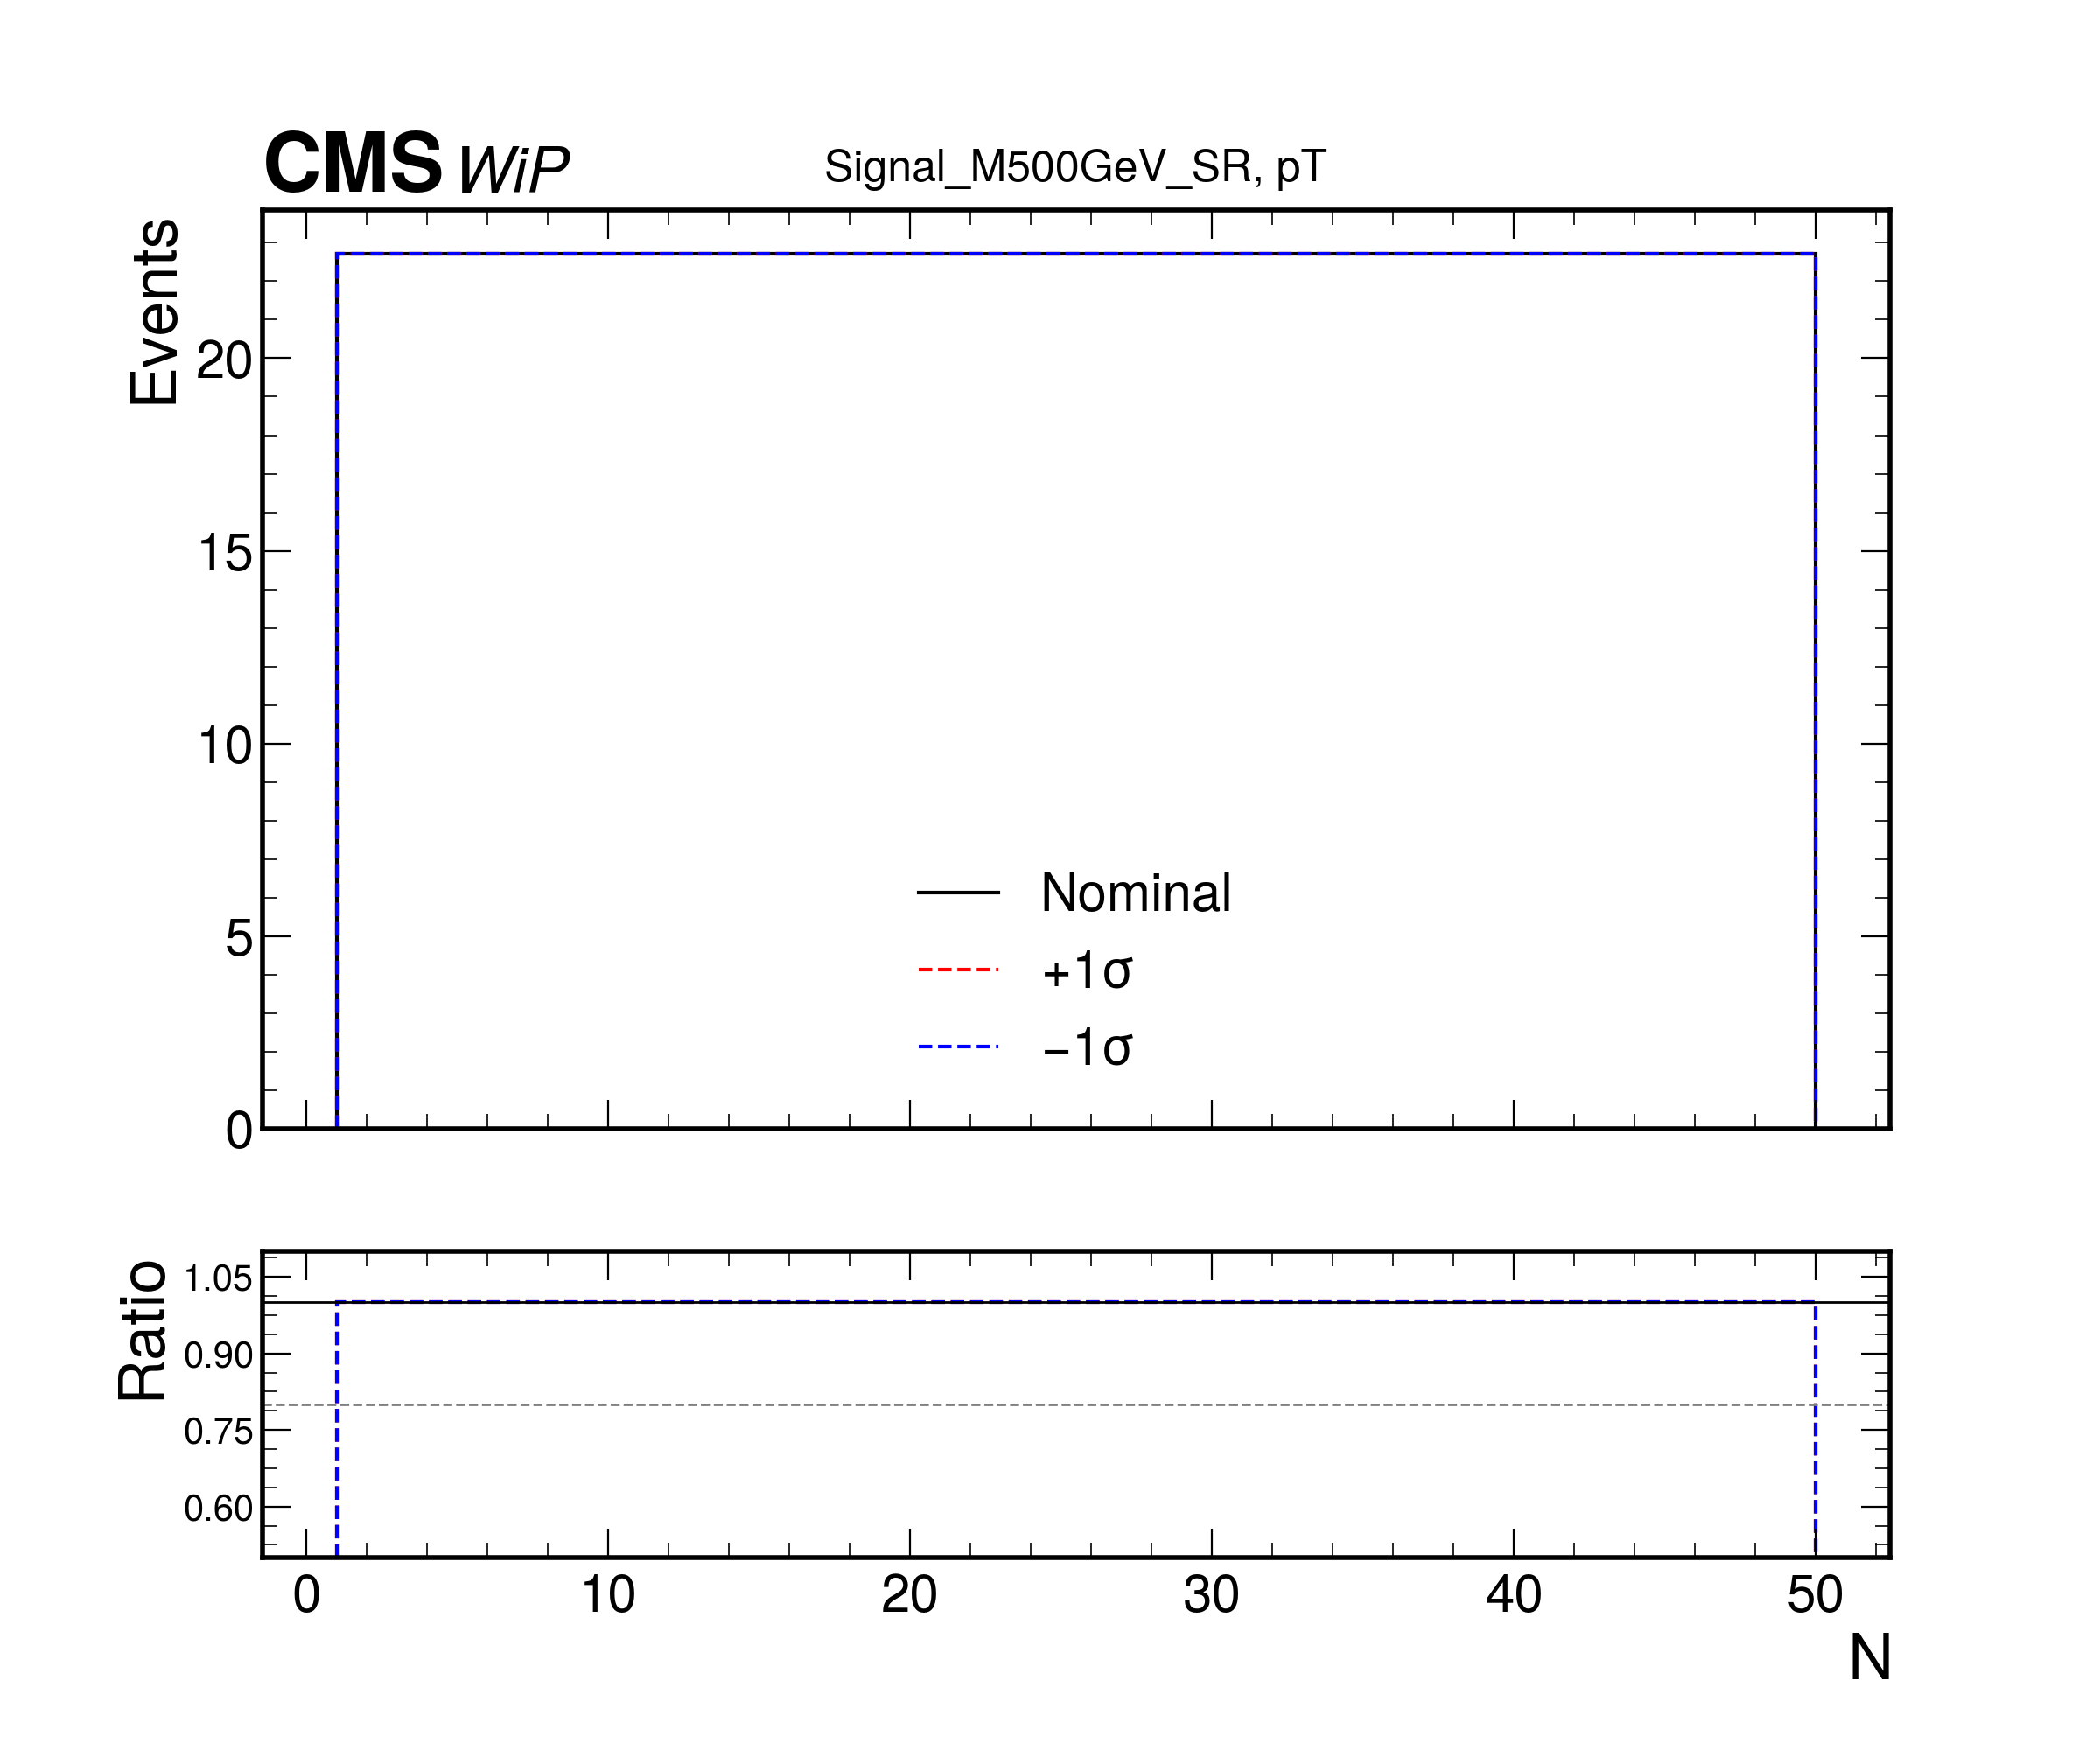 CMS WiP
Signal_M500GeV_SR, pT
Events
20
15
10
5
0
Nominal
+1σ
−1σ
Ratio
1.05
0.90
0.75
0.60
0 10 20 30 40 50
N